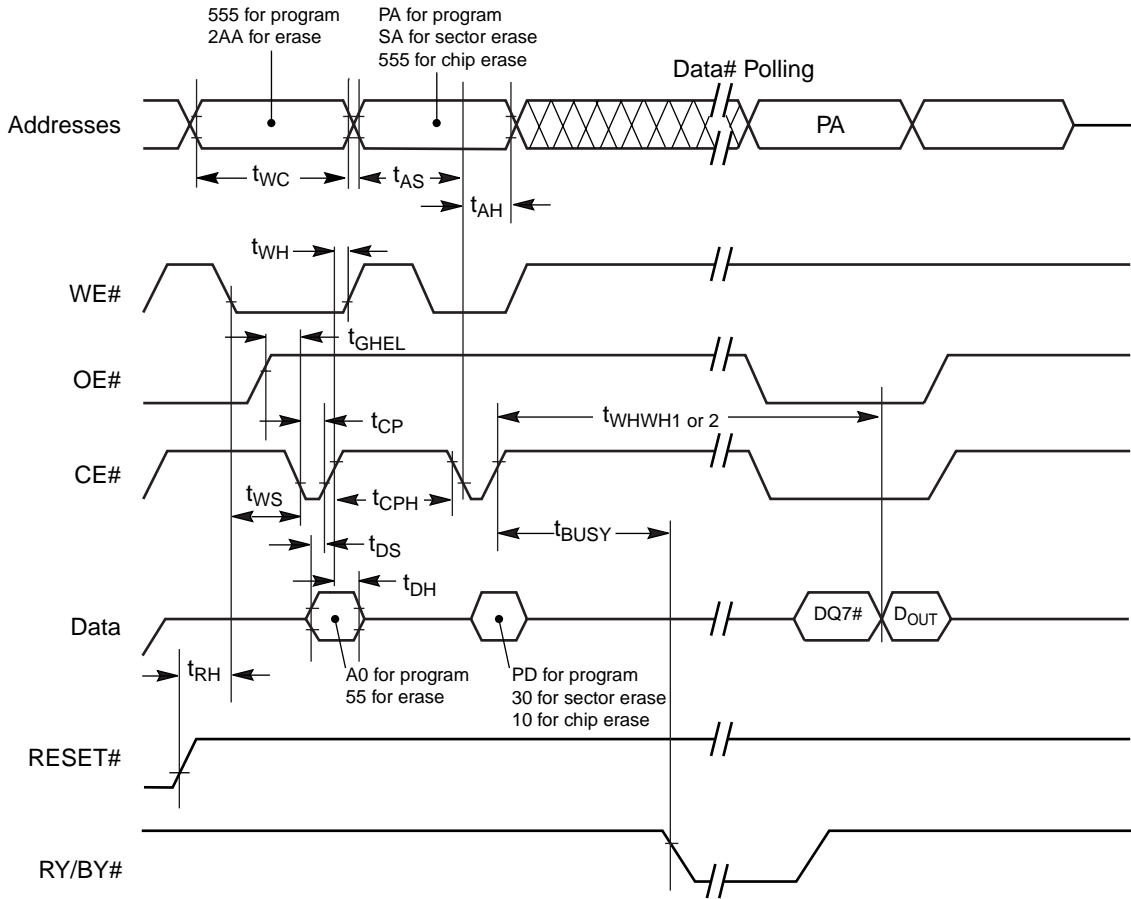 555 for program
2AA for erase
PA for program
SA for sector erase
555 for chip erase
Data# Polling
Addresses
PA
tWC
tAS
tAH
tWH
WE#
tGHEL
OE#
tCP
tWHWH1 or 2
CE#
tWS
tCPH
tBUSY
tDS
tDH
Data
DQ7#
DOUT
tRH
A0 for program
55 for erase
PD for program
30 for sector erase
10 for chip erase
RESET#
RY/BY#